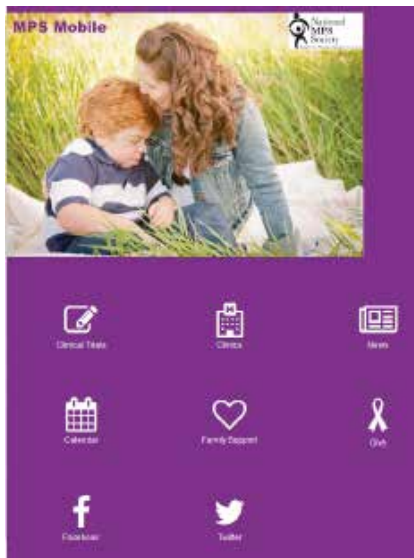 MPS Mobile
National
MPS
Society
Clinical Trials
Clinics
News
Calendar
Family Support
Give
Facebook
Twitter